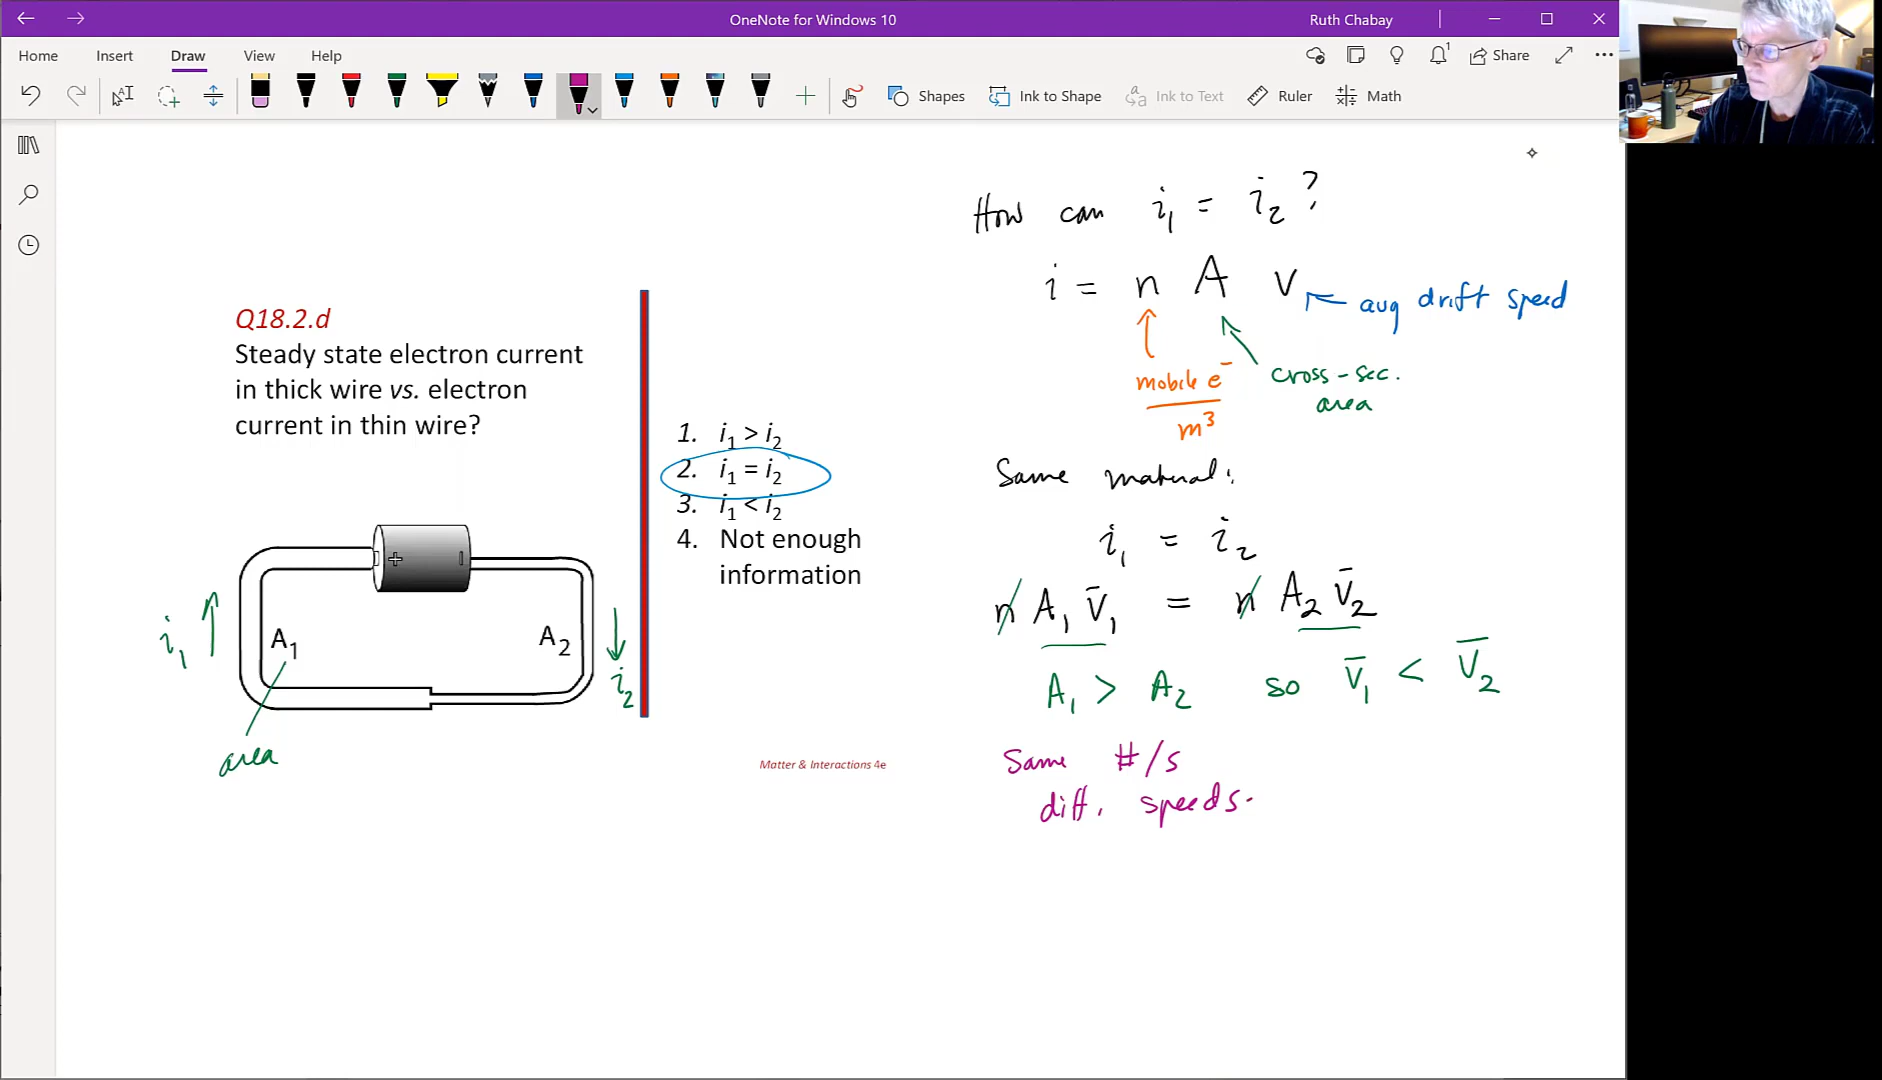 OneNote for Windows 10
Ruth Chabay
Home Insert Draw View Help
Share
Shapes Ink to Shape Ink to Text Ruler Math
Q18.2.d
Steady state electron current
in thick wire vs. electron
current in thin wire?
1. i1 > i2
2. i1 = i2
3. i1 < i2
4. Not enough
information
+
i1
A1
A2
i2
area
Matter & Interactions 4e
How can i1 = i2?
i = n A v
avg drift speed
mobile e-
m3
cross-sec.
area
Same material:
i1 = i2
n A1 v̄1 = n A2 v̄2
A1 > A2 so v̄1 < v̄2
Same #/s
diff. speeds.